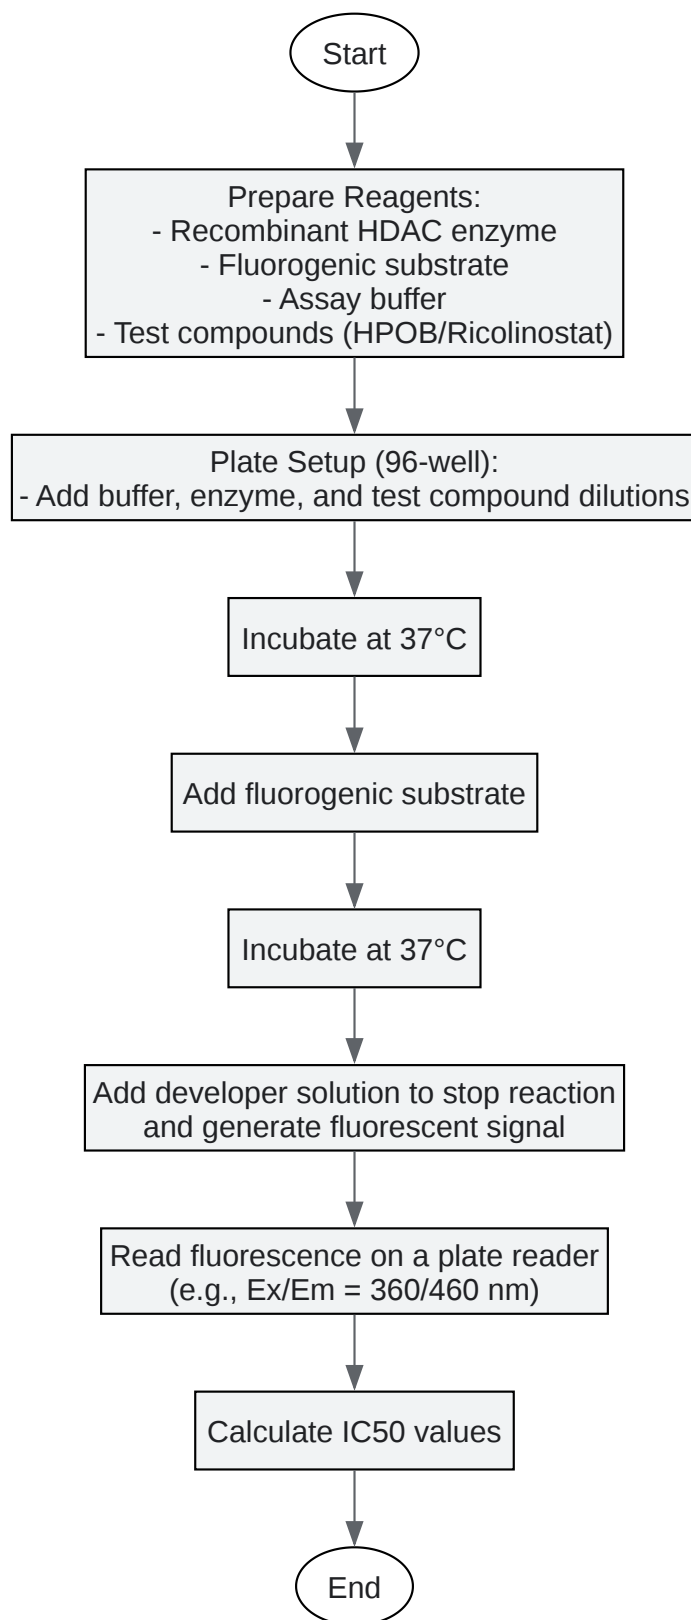 Start
Prepare Reagents:
- Recombinant HDAC enzyme
- Fluorogenic substrate
- Assay buffer
- Test compounds (HPOB/Ricolinostat)
Plate Setup (96-well):
- Add buffer, enzyme, and test compound dilutions
Incubate at 37°C
Add fluorogenic substrate
Incubate at 37°C
Add developer solution to stop reaction
and generate fluorescent signal
Read fluorescence on a plate reader
(e.g., Ex/Em = 360/460 nm)
Calculate IC50 values
End